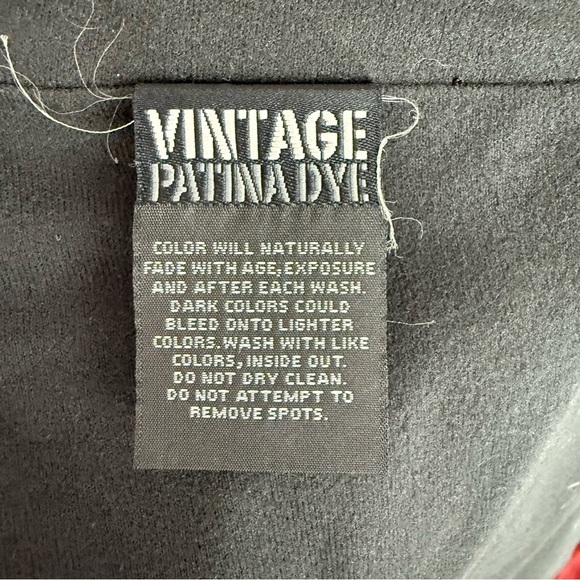 VINTAGE
PATINA DYE
COLOR WILL NATURALLY
FADE WITH AGE, EXPOSURE
AND AFTER EACH WASH.
DARK COLORS COULD
BLEED ONTO LIGHTER
COLORS. WASH WITH LIKE
COLORS, INSIDE OUT.
DO NOT DRY CLEAN.
DO NOT ATTEMPT TO
REMOVE SPOTS.